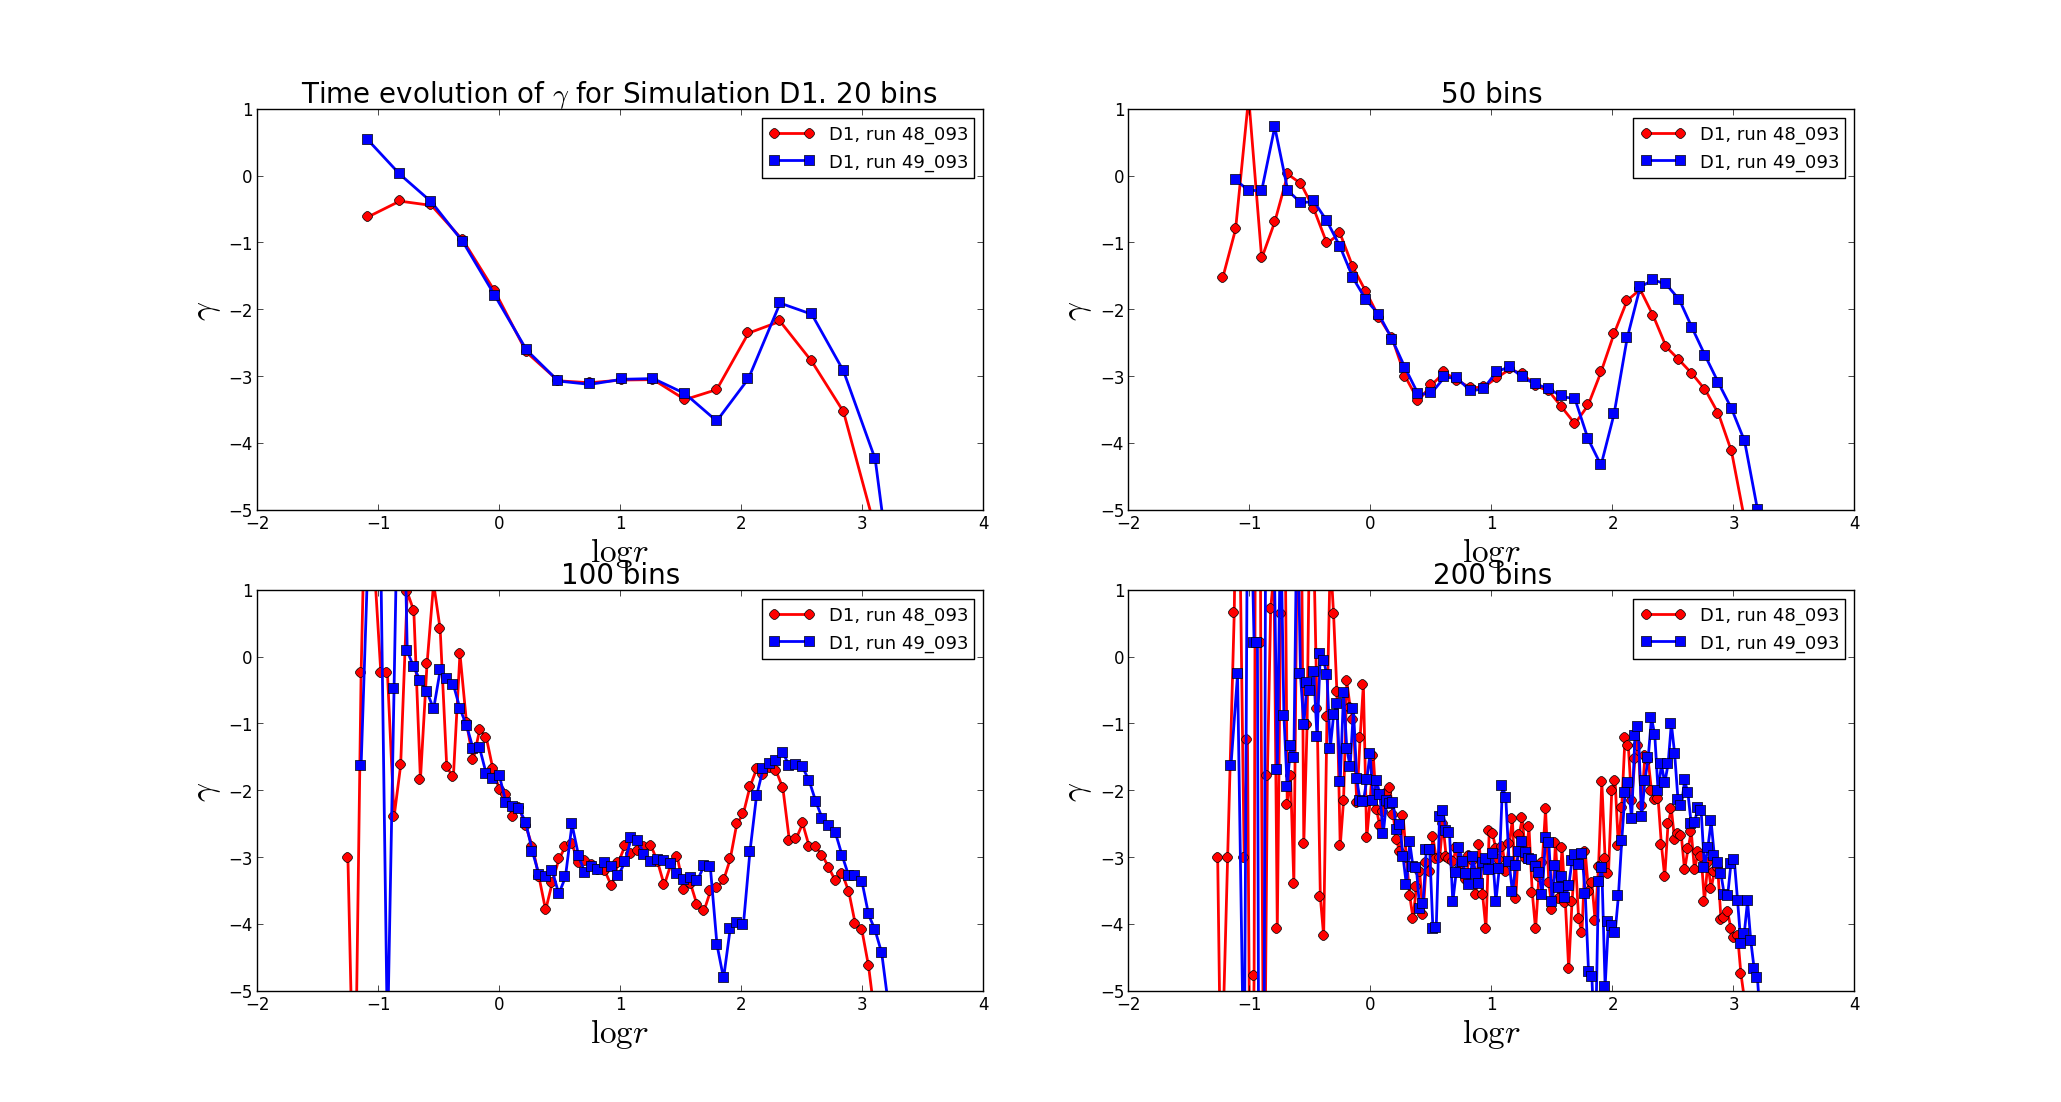 Time evolution of γ for Simulation D1. 20 bins
1
0
−1
−2
−3
−4
−5
γ
−2 −1 0 1 2 3 4
log r
D1, run 48_093
D1, run 49_093
50 bins
1
0
−1
−2
−3
−4
−5
γ
−2 −1 0 1 2 3 4
log r
D1, run 48_093
D1, run 49_093
100 bins
1
0
−1
−2
−3
−4
−5
γ
−2 −1 0 1 2 3 4
log r
D1, run 48_093
D1, run 49_093
200 bins
1
0
−1
−2
−3
−4
−5
γ
−2 −1 0 1 2 3 4
log r
D1, run 48_093
D1, run 49_093